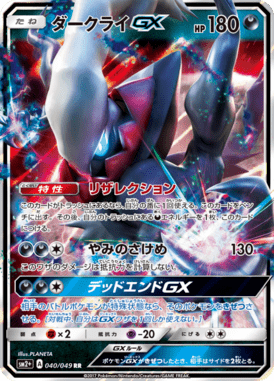 たね ダークライGX HP 180
特性 リザレクション
このカードがトラッシュにあるなら、自分の番に1回使える。このカードをベンチに出す。その後、自分のトラッシュにあるエネルギーを1枚、このカードにつける。
やみのさけめ 130
このワザのダメージは抵抗力を計算しない。
デッドエンドGX
相手のバトルポケモンが特殊状態なら、そのポケモンをきぜつさせる。[対戦中、自分はGXワザを1回しか使えない。]
弱点 ×2 抵抗力 -20 にげる
illus. PLANETA
GXルール
sm2+ A 040/049 RR
ポケモンGXがきぜつしたとき、相手はサイドを2枚とる。
©2017 Pokémon/Nintendo/Creatures/GAME FREAK